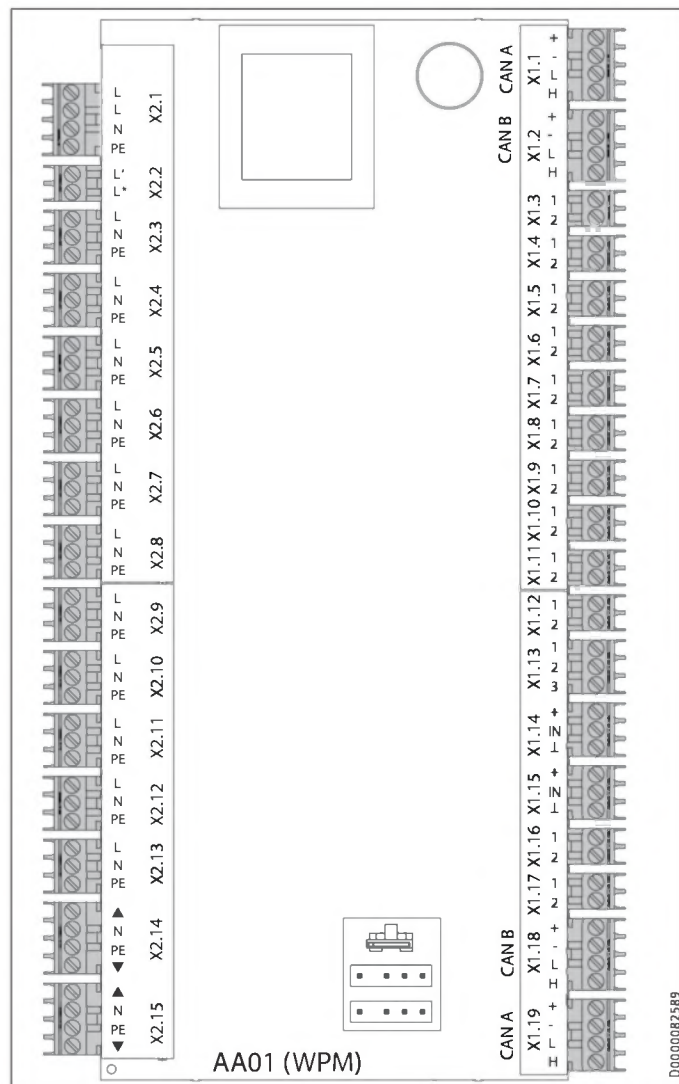 L
L
N
PE
X2.1
L'
L*
X2.2
L
N
PE
X2.3
L
N
PE
X2.4
L
N
PE
X2.5
L
N
PE
X2.6
L
N
PE
X2.7
L
N
PE
X2.8
L
N
PE
X2.9
L
N
PE
X2.10
L
N
PE
X2.11
L
N
PE
X2.12
L
N
PE
X2.13
▲
N
PE
▼
X2.14
▲
N
PE
▼
X2.15
CAN A
X1.1
+
-
L
H
CAN B
X1.2
+
-
L
H
X1.3
1
2
X1.4
1
2
X1.5
1
2
X1.6
1
2
X1.7
1
2
X1.8
1
2
X1.9
1
2
X1.10
1
2
X1.11
1
2
X1.12
1
2
X1.13
1
2
3
X1.14
+
IN
⊥
X1.15
+
IN
⊥
X1.16
1
2
X1.17
1
2
CAN B
X1.18
+
-
L
H
CAN A
X1.19
+
-
L
H
AA01 (WPM)
D0000082589